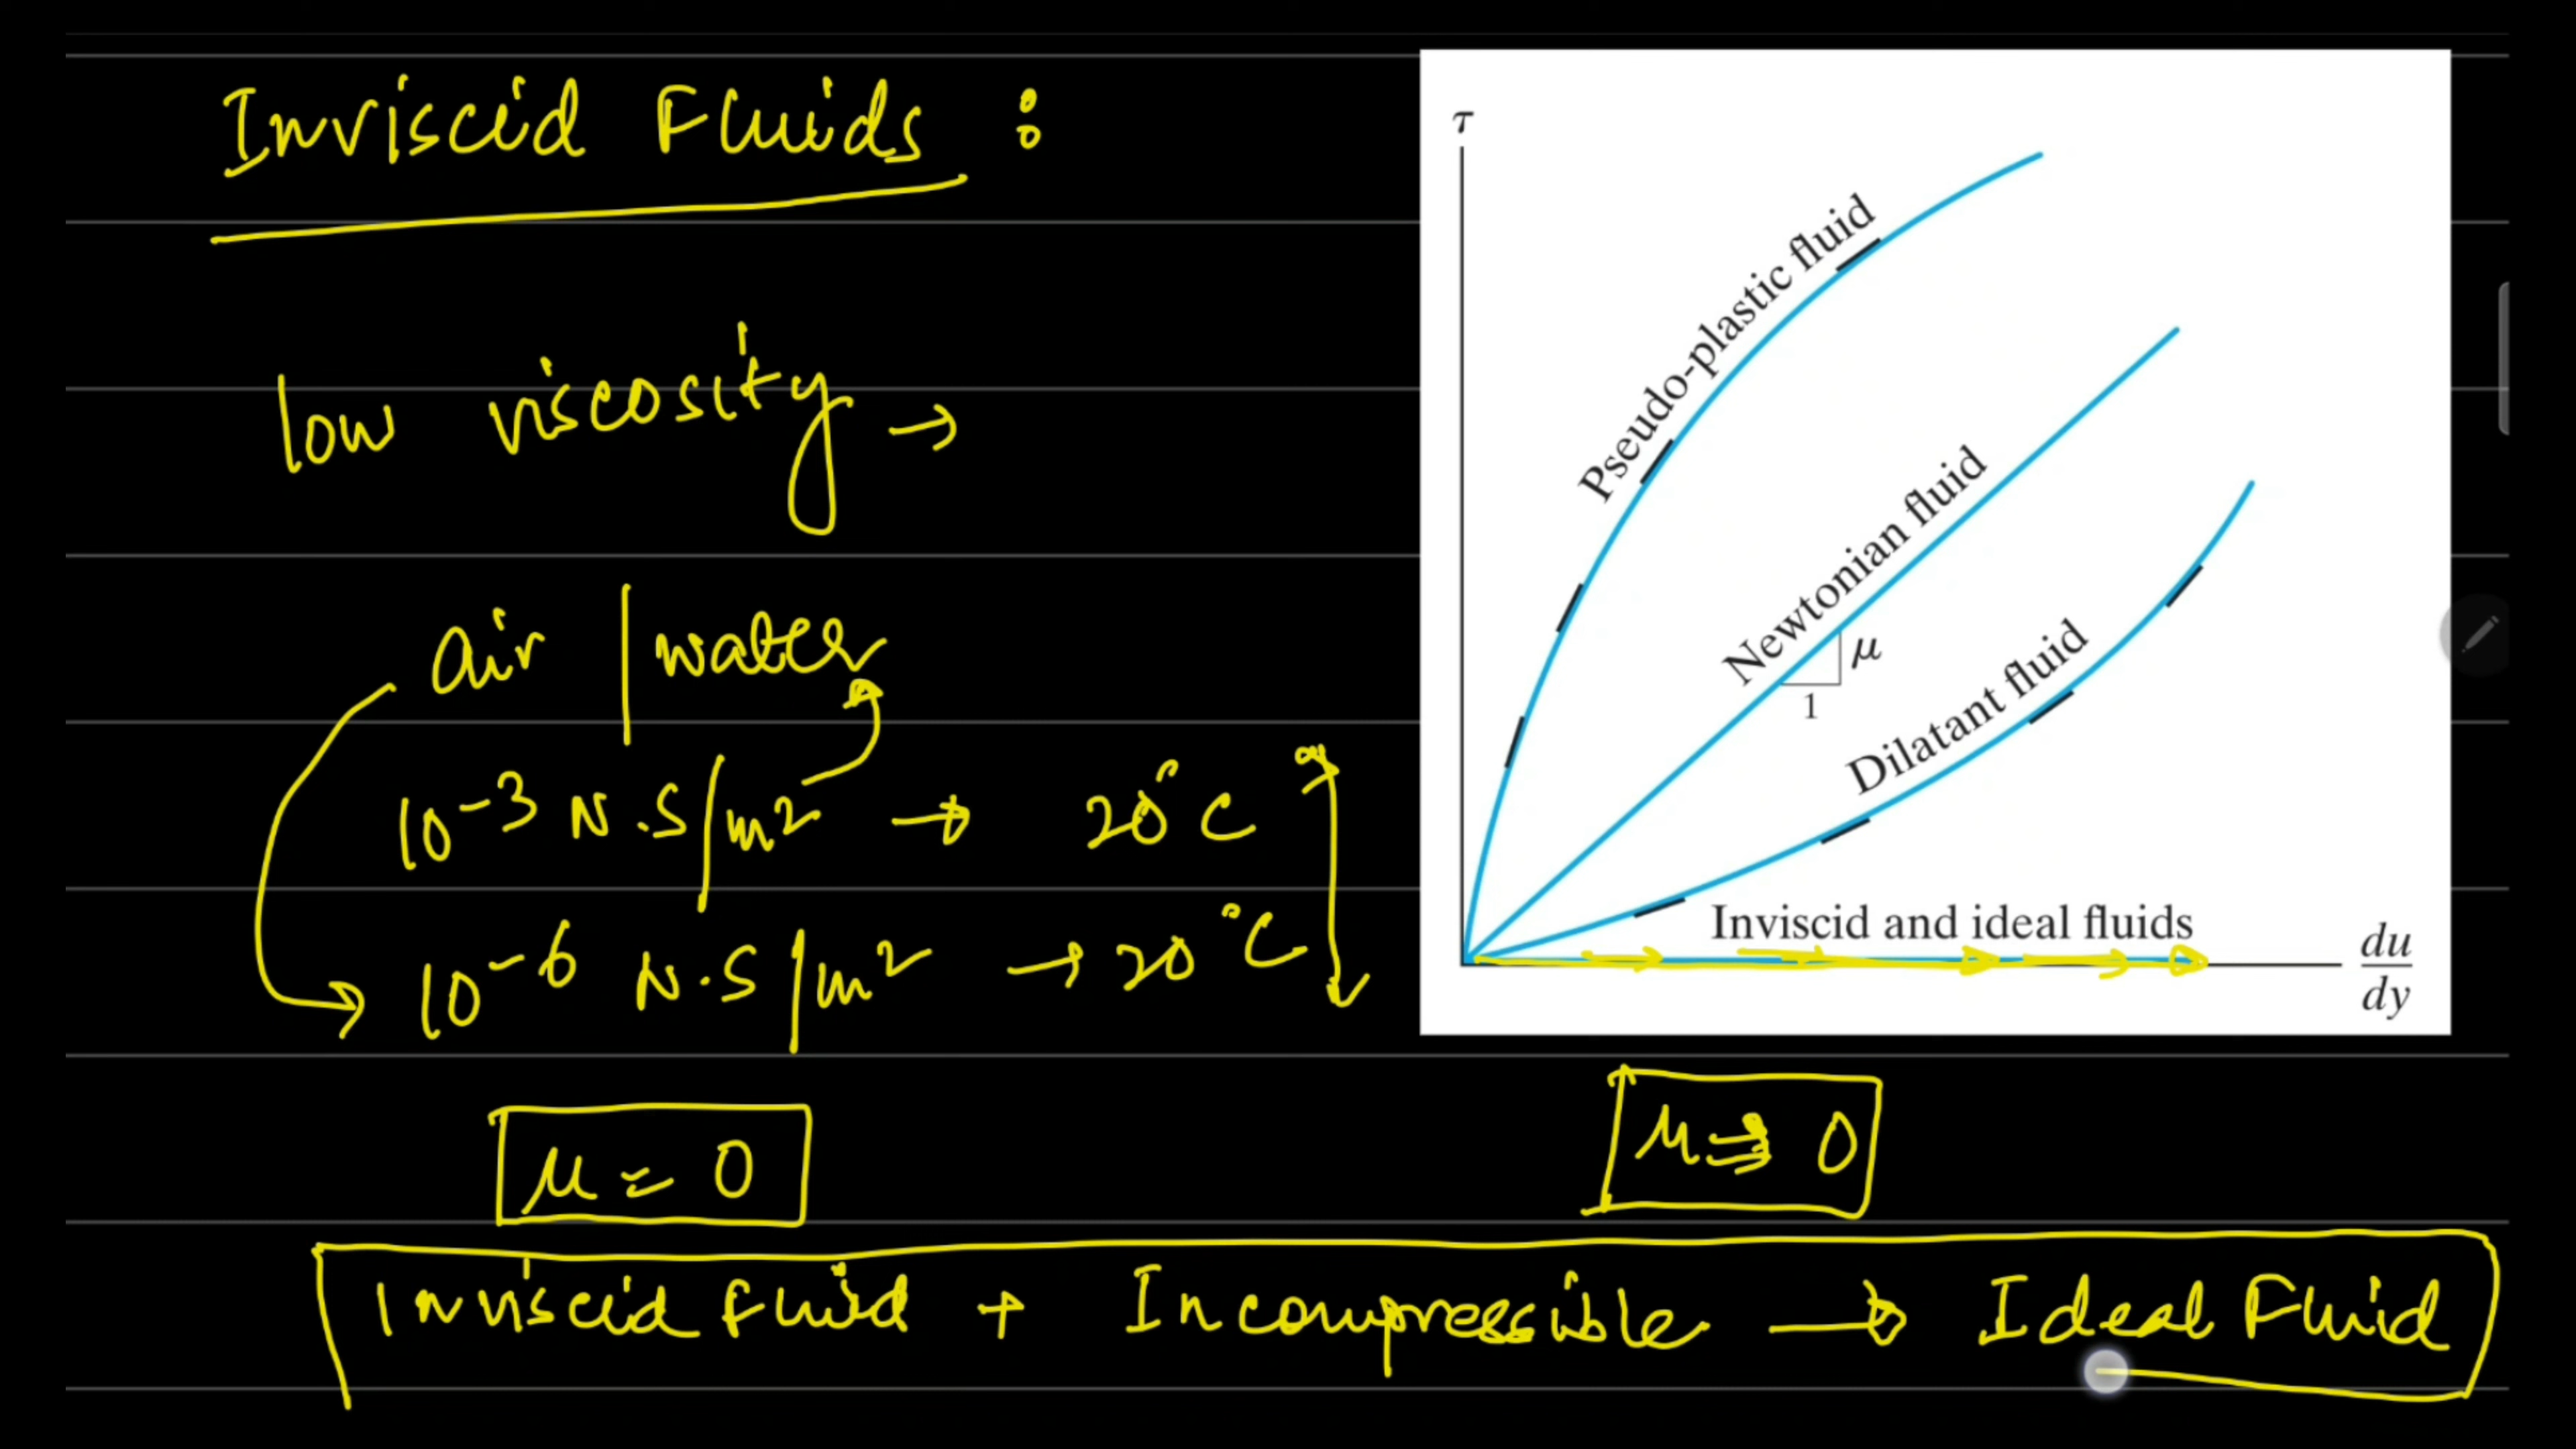 Inviscid Fluids :
low viscosity →
air | water
10⁻³ N.S/m² → 20°C
10⁻⁶ N.S/m² → 20°C
μ = 0
τ
Pseudo-plastic fluid
Newtonian fluid
μ
1
Dilatant fluid
Inviscid and ideal fluids
du
dy
μ → 0
Inviscid fluid + Incompressible → Ideal Fluid